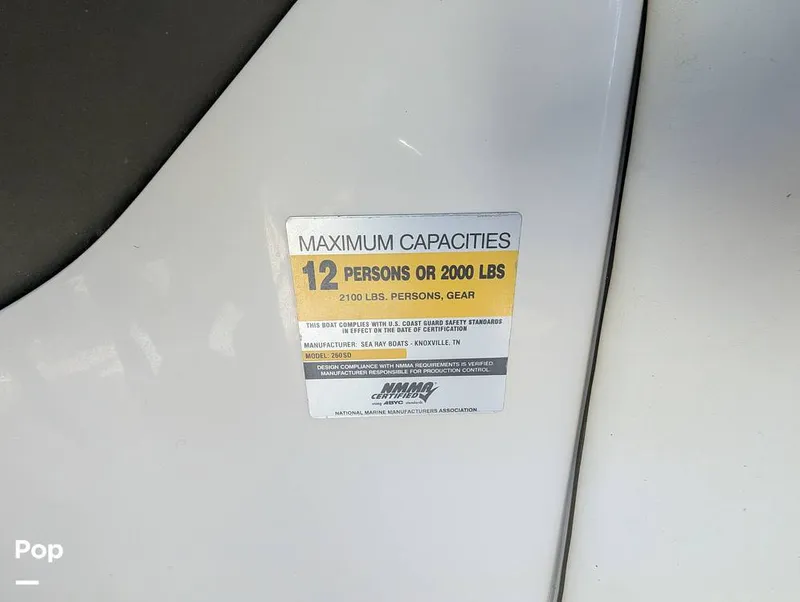 MAXIMUM CAPACITIES
12 PERSONS OR 2000 LBS
2100 LBS. PERSONS, GEAR
THIS BOAT COMPLIES WITH U.S. COAST GUARD SAFETY STANDARDS
IN EFFECT ON THE DATE OF CERTIFICATION
MANUFACTURER: SEA RAY BOATS - KNOXVILLE, TN
MODEL: 260SD
DESIGN COMPLIANCE WITH NMMA REQUIREMENTS IS VERIFIED.
MANUFACTURER RESPONSIBLE FOR PRODUCTION CONTROL.
NMMA
CERTIFIED
using ABYC standards
NATIONAL MARINE MANUFACTURERS ASSOCIATION
Pop